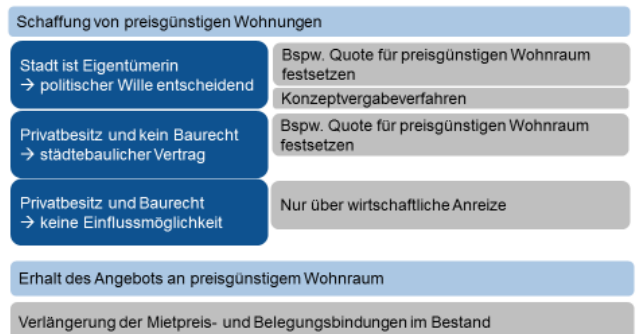 Schaffung von preisgünstigen Wohnungen
Stadt ist Eigentümerin
→ politischer Wille entscheidend
Bspw. Quote für preisgünstigen Wohnraum
festsetzen
Konzeptvergabeverfahren
Privatbesitz und kein Baurecht
→ städtebaulicher Vertrag
Bspw. Quote für preisgünstigen Wohnraum
festsetzen
Privatbesitz und Baurecht
→ keine Einflussmöglichkeit
Nur über wirtschaftliche Anreize
Erhalt des Angebots an preisgünstigem Wohnraum
Verlängerung der Mietpreis- und Belegungsbindungen im Bestand